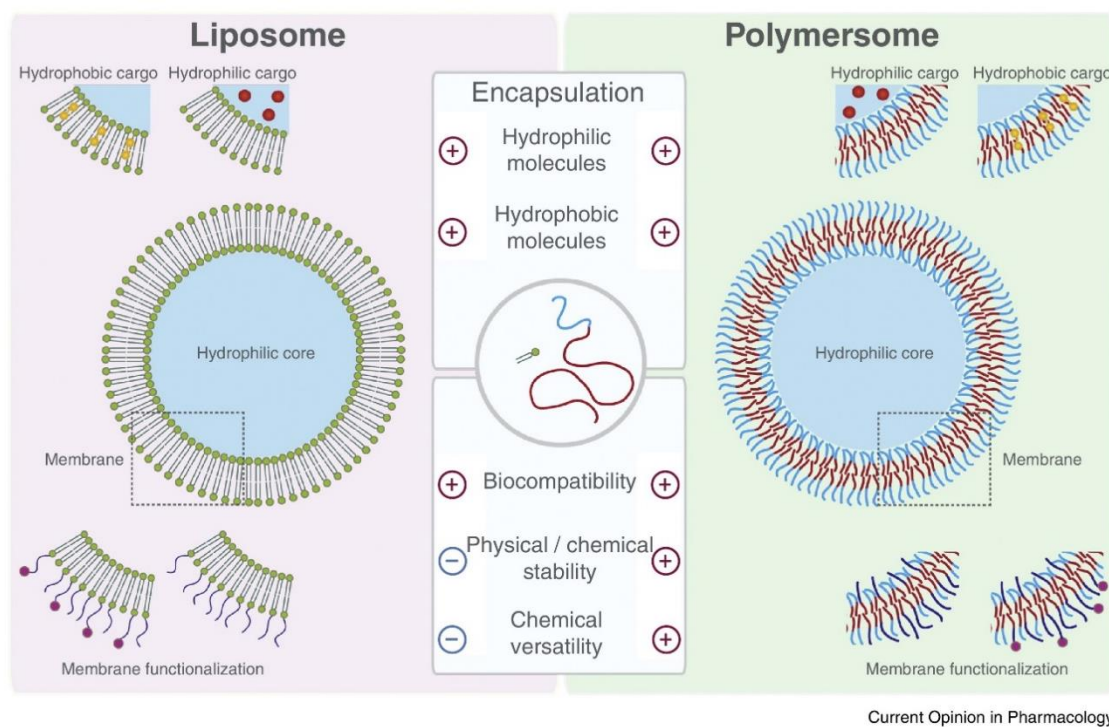 Liposome
Polymersome
Hydrophobic cargo
Hydrophilic cargo
Hydrophilic cargo
Hydrophobic cargo
Encapsulation
Hydrophilic
molecules
Hydrophobic
molecules
Hydrophilic core
Hydrophilic core
Membrane
Membrane
Biocompatibility
Physical / chemical
stability
Chemical
versatility
Membrane functionalization
Membrane functionalization
Current Opinion in Pharmacology